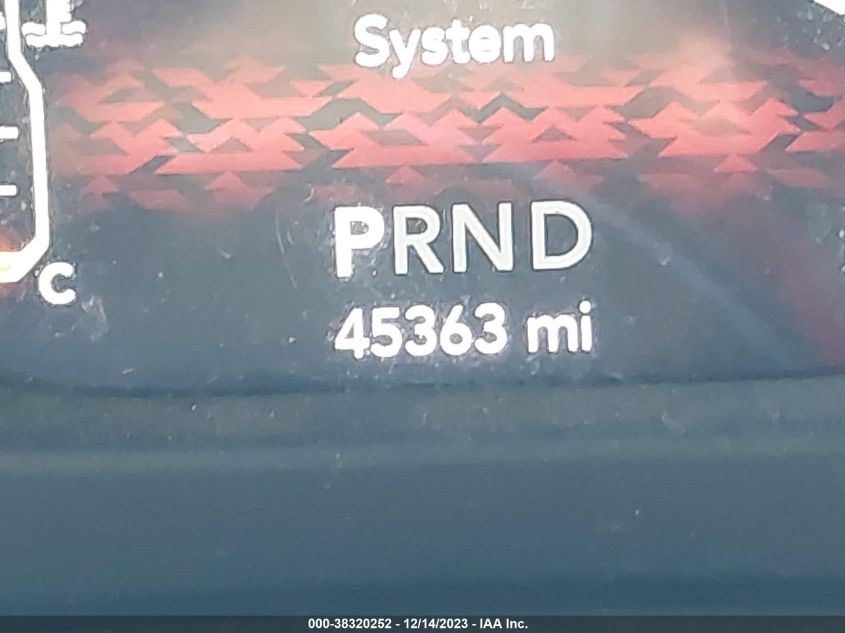 System
PRND
45363 mi
C
000-38320252 - 12/14/2023 - IAA Inc.